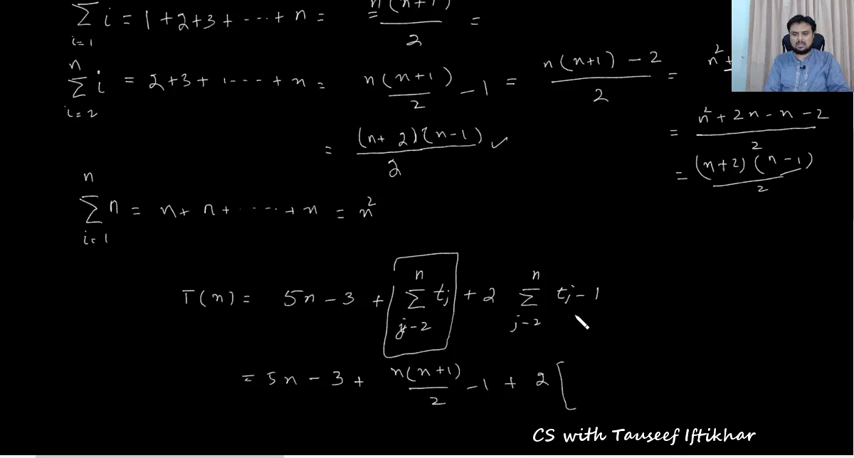 n Σ i=1 i = 1+2+3+ ⋯ +n = = n(n+1)/2 =
n Σ i=2 i = 2+3+ 1⋯ +n = n(n+1)/2 −1 = n(n+1) −2 / 2 = n²+
= (n+2)(n−1)/2 ✓
= n²+2n−n−2 / 2
= (n+2)(n−1)/2
n Σ i=1 n = n+n+ ⋯ +n = n²
T(n) = 5n−3 + n Σ j−2 tj + 2 n Σ j−2 tj −1
= 5n−3 + n(n+1)/2 −1 + 2 [
CS with Tauseef Iftikhar